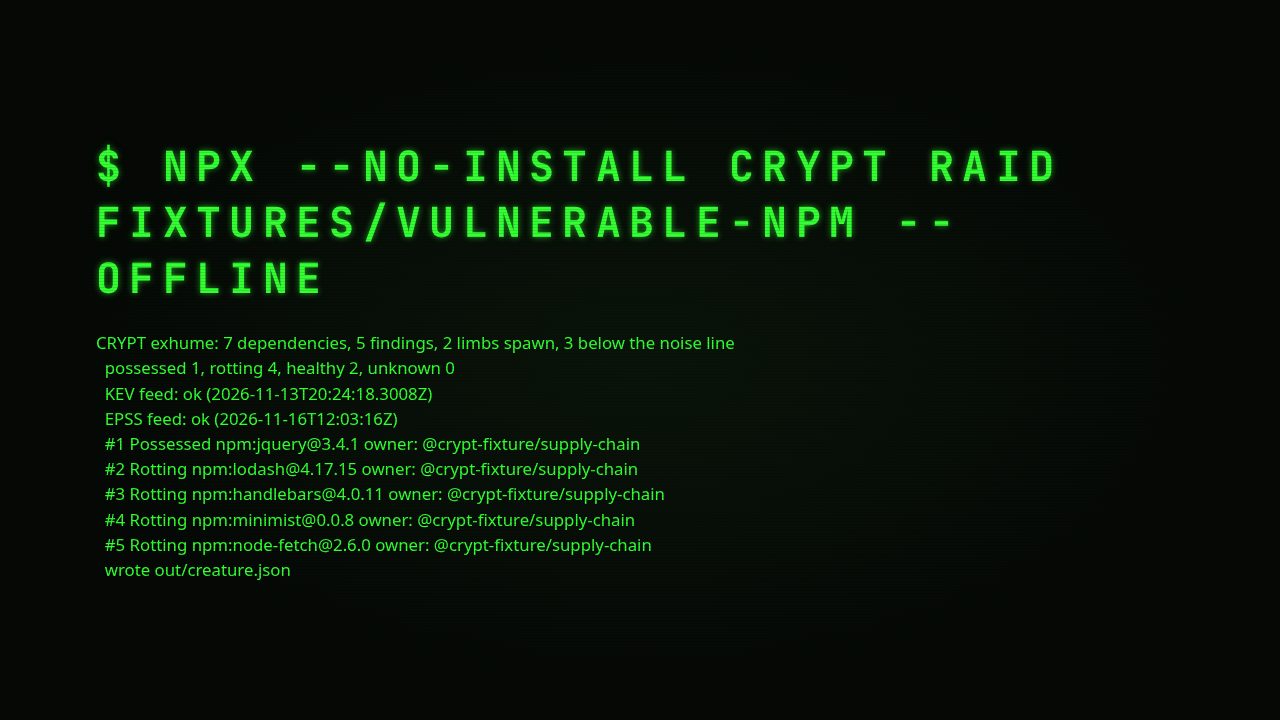 $ NPX --NO-INSTALL CRYPT RAID
FIXTURES/VULNERABLE-NPM --
OFFLINE
CRYPT exhume: 7 dependencies, 5 findings, 2 limbs spawn, 3 below the noise line
possessed 1, rotting 4, healthy 2, unknown 0
KEV feed: ok (2026-11-13T20:24:18.3008Z)
EPSS feed: ok (2026-11-16T12:03:16Z)
#1 Possessed npm:jquery@3.4.1 owner: @crypt-fixture/supply-chain
#2 Rotting npm:lodash@4.17.15 owner: @crypt-fixture/supply-chain
#3 Rotting npm:handlebars@4.0.11 owner: @crypt-fixture/supply-chain
#4 Rotting npm:minimist@0.0.8 owner: @crypt-fixture/supply-chain
#5 Rotting npm:node-fetch@2.6.0 owner: @crypt-fixture/supply-chain
wrote out/creature.json